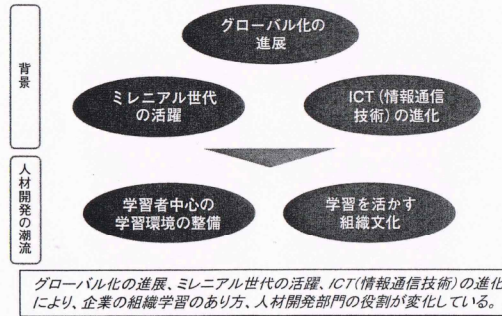 背景
グローバル化の
進展
ミレニアル世代
の活躍
ICT(情報通信
技術)の進化
人材開発の潮流
学習者中心の
学習環境の整備
学習を活かす
組織文化
グローバル化の進展、ミレニアル世代の活躍、ICT(情報通信技術)の進化
により、企業の組織学習のあり方、人材開発部門の役割が変化している。